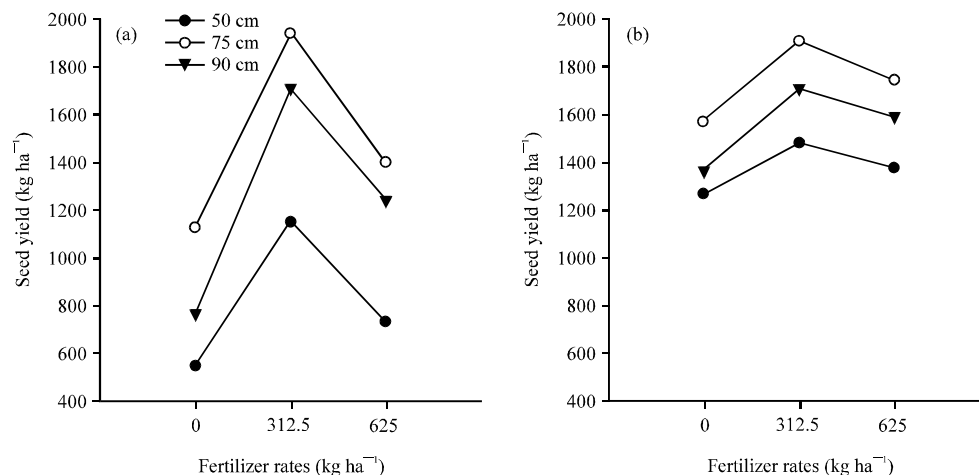 (a)
50 cm
75 cm
90 cm
2000
1800
1600
1400
1200
1000
800
600
400
Seed yield (kg ha⁻¹)
0 312.5 625
Fertilizer rates (kg ha⁻¹)
(b)
2000
1800
1600
1400
1200
1000
800
600
400
Seed yield (kg ha⁻¹)
0 312.5 625
Fertilizer rates (kg ha⁻¹)